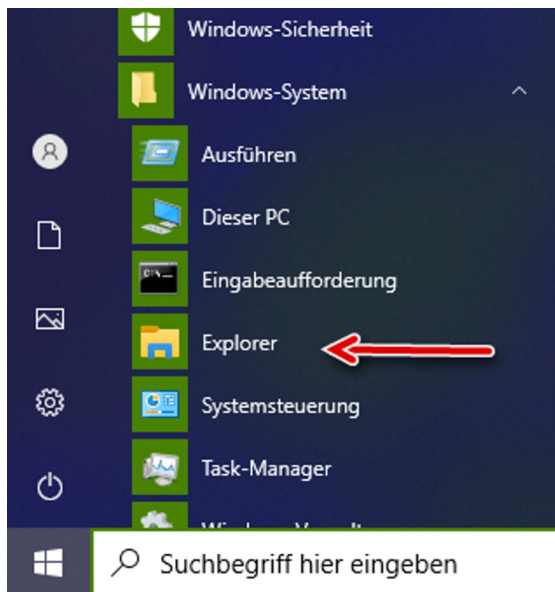 Windows-Sicherheit
Windows-System
Ausführen
Dieser PC
Eingabeaufforderung
Explorer
Systemsteuerung
Task-Manager
Suchbegriff hier eingeben